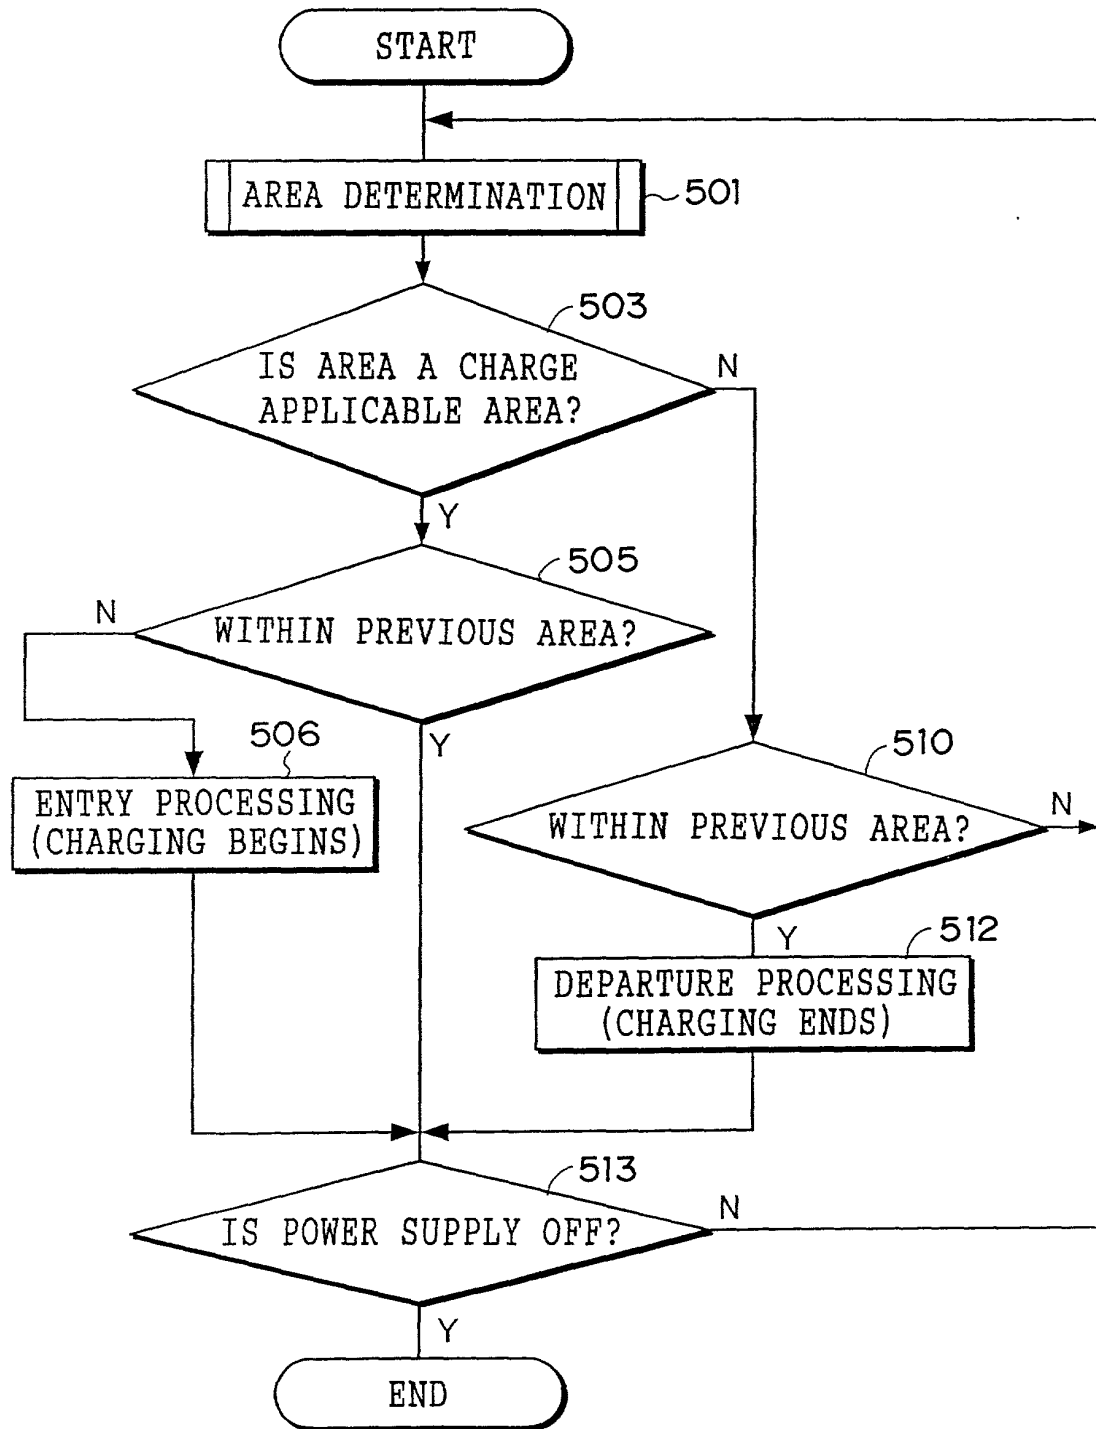 START
AREA DETERMINATION
501
503
IS AREA A CHARGE
APPLICABLE AREA?
N
Y
505
N
WITHIN PREVIOUS AREA?
Y
506
ENTRY PROCESSING
(CHARGING BEGINS)
510
WITHIN PREVIOUS AREA?
N
Y
512
DEPARTURE PROCESSING
(CHARGING ENDS)
513
IS POWER SUPPLY OFF?
N
Y
END